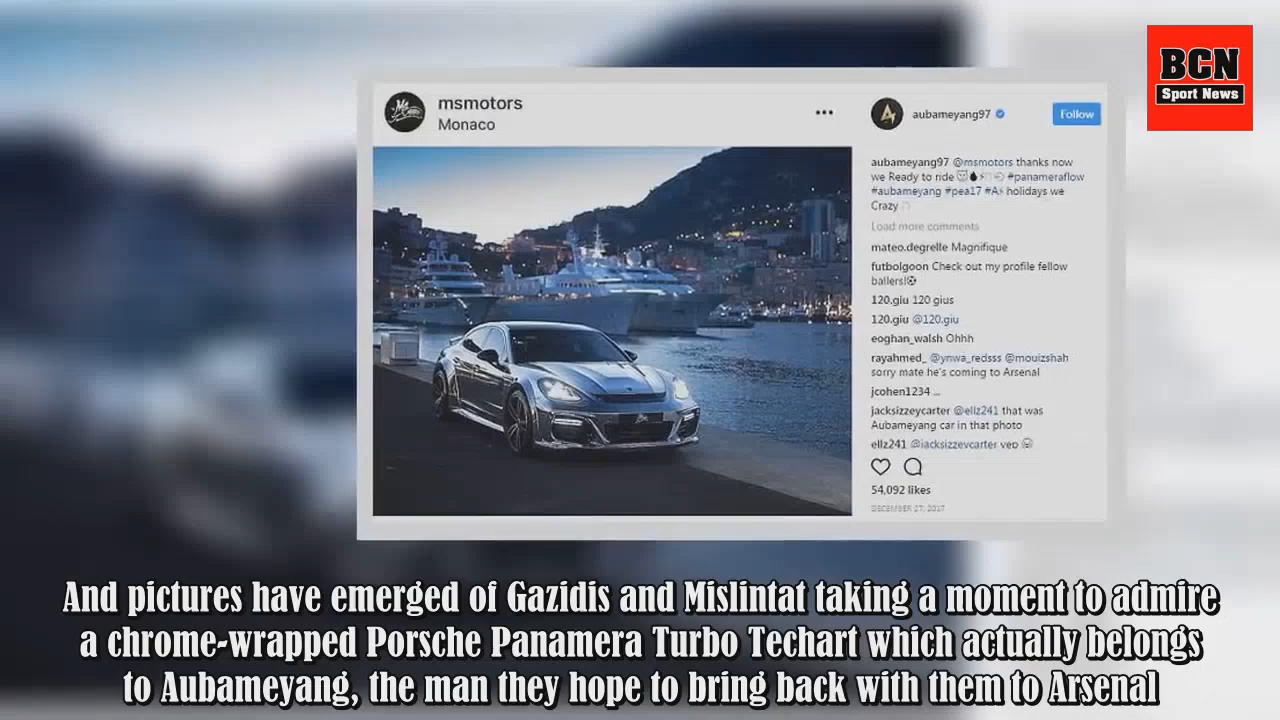 BCN
Sport News
msmotors
Monaco
aubameyang97
Follow
aubameyang97 @msmotors thanks now
we Ready to ride #panameraflow
#aubameyang #pea17 #A⚡ holidays we
Crazy
Load more comments
mateo.degrelle Magnifique
futbolgoon Check out my profile fellow
ballers!⚽
120.giu 120 gius
120.giu @120.giu
eoghan_walsh Ohhh
rayahmed_ @ynwa_redsss @mouizshah
sorry mate he's coming to Arsenal
jcohen1234 ...
jacksizzeycarter @ellz241 that was
Aubameyang car in that photo
ellz241 @jacksizzeycarter yep
54,092 likes
DECEMBER 27, 2017
And pictures have emerged of Gazidis and Mislintat taking a moment to admire
a chrome-wrapped Porsche Panamera Turbo Techart which actually belongs
to Aubameyang, the man they hope to bring back with them to Arsenal